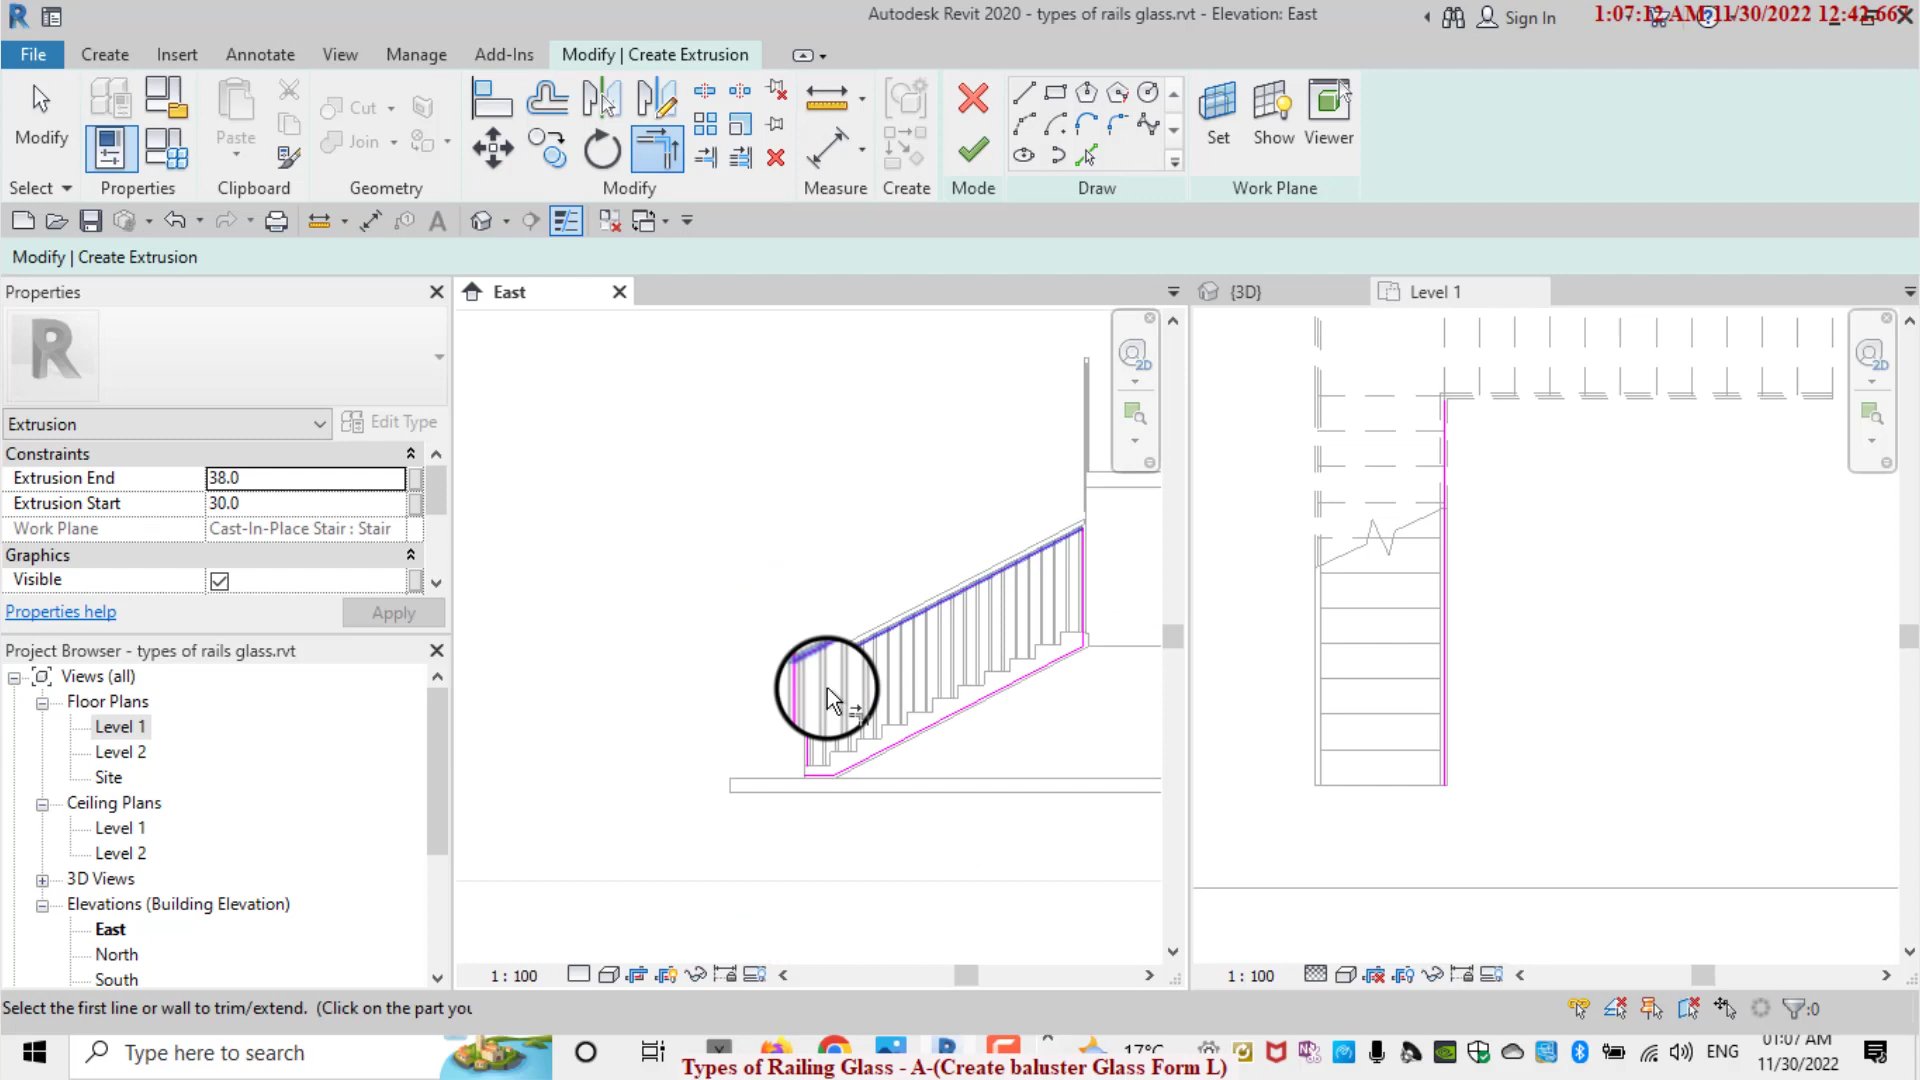 Autodesk Revit 2020 - types of rails glass.rvt - Elevation: East
Sign In
1:07:12 AM 11/30/2022
File Create Insert Annotate View Manage Add-Ins Modify | Create Extrusion
Modify
Paste
Cut
Join
Set Show Viewer
Select Properties Clipboard Geometry Modify Measure Create Mode Draw Work Plane
Modify | Create Extrusion
Properties
East
{3D}
Level 1
2D
2D
Extrusion
Edit Type
Constraints
Extrusion End 38.0
Extrusion Start 30.0
Work Plane Cast-In-Place Stair : Stair
Graphics
Visible
Properties help
Apply
Project Browser - types of rails glass.rvt
Views (all)
Floor Plans
Level 1
Level 2
Site
Ceiling Plans
Level 1
Level 2
3D Views
Elevations (Building Elevation)
East
North
South
1 : 100
1 : 100
Select the first line or wall to trim/extend. (Click on the part you
:0
Type here to search
17°C
ENG
01:07 AM
11/30/2022
Types of Railing Glass - A-(Create baluster Glass Form L)